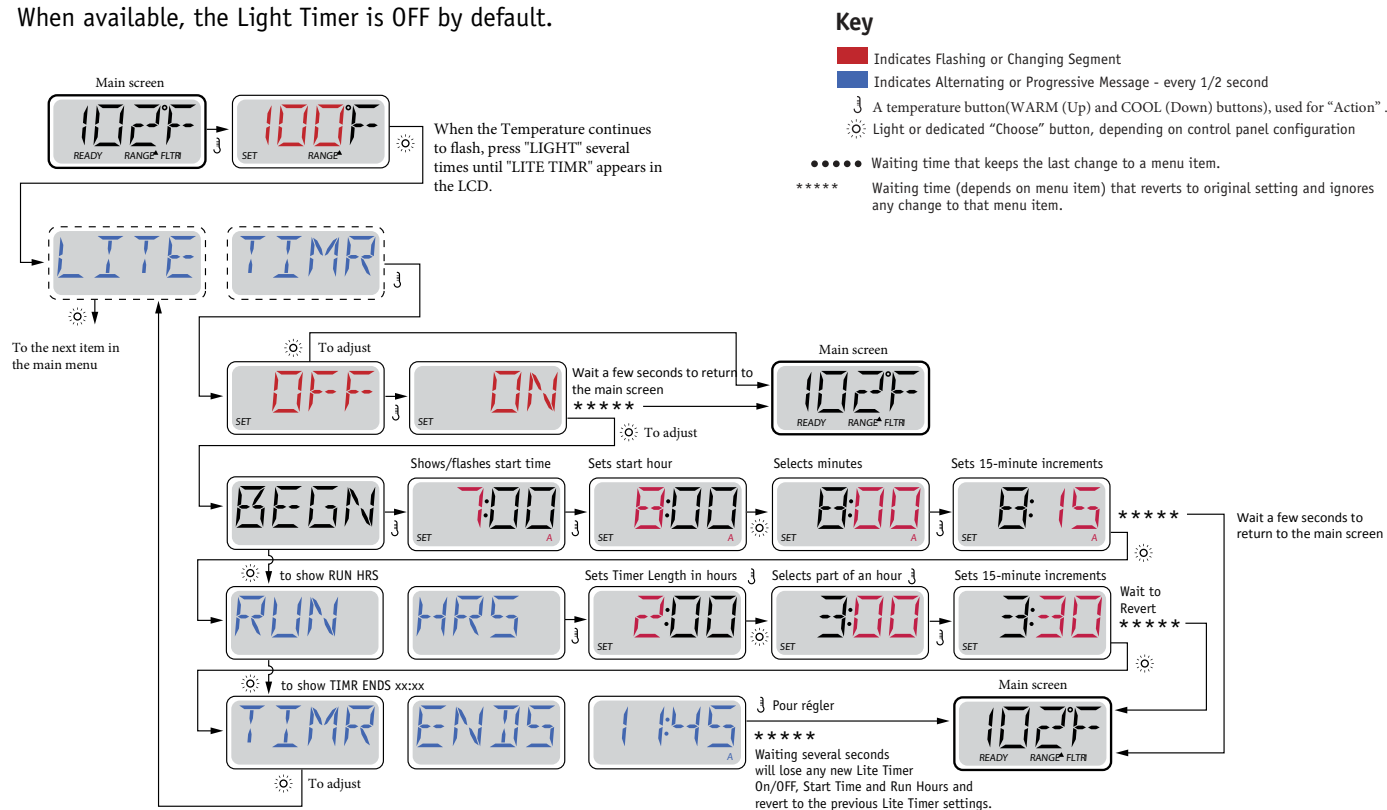 When available, the Light Timer is OFF by default.
Key
Indicates Flashing or Changing Segment
Indicates Alternating or Progressive Message - every 1/2 second
A temperature button(WARM (Up) and COOL (Down) buttons), used for “Action” .
Light or dedicated “Choose” button, depending on control panel configuration
●●●●● Waiting time that keeps the last change to a menu item.
***** Waiting time (depends on menu item) that reverts to original setting and ignores
any change to that menu item.
Main screen
102°F
READY RANGE FLTR
100°F
SET RANGE
When the Temperature continues
to flash, press "LIGHT" several
times until "LITE TIMR" appears in
the LCD.
LITE
TIMR
To the next item in
the main menu
To adjust
OFF
SET
ON
SET
Wait a few seconds to return to
the main screen
*****
To adjust
Main screen
102°F
READY RANGE FLTR
BEGN
Shows/flashes start time
7:00
SET A
Sets start hour
8:00
SET A
Selects minutes
8:00
SET A
Sets 15-minute increments
8:15
SET A
*****
Wait a few seconds to
return to the main screen
to show RUN HRS
RUN
HRS
Sets Timer Length in hours
2:00
SET
Selects part of an hour
3:00
SET
Sets 15-minute increments
3:30
SET
Wait to
Revert
*****
to show TIMR ENDS xx:xx
TIMR
ENDS
11:45
A
Pour régler
*****
Waiting several seconds
will lose any new Lite Timer
On/OFF, Start Time and Run Hours and
revert to the previous Lite Timer settings.
Main screen
102°F
READY RANGE FLTR
To adjust